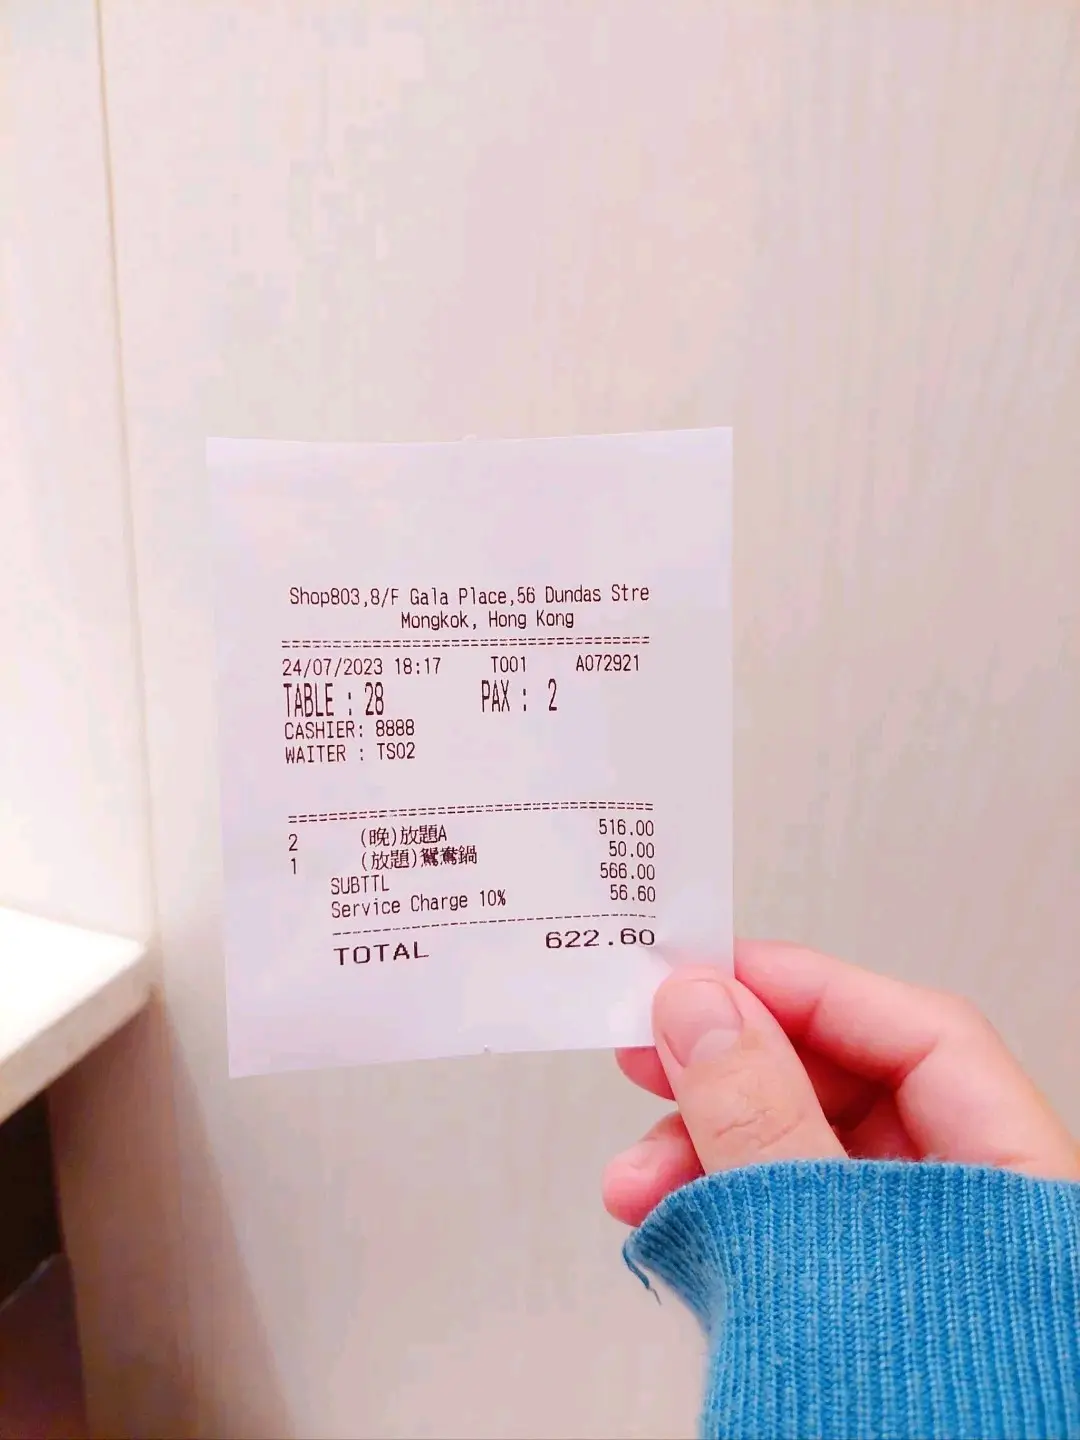 Shop803,8/F Gala Place,56 Dundas Stre
Mongkok, Hong Kong
======================================
24/07/2023 18:17 T001 A072921
TABLE : 28 PAX : 2
CASHIER: 8888
WAITER : TS02
======================================
2 (晚)放題A 516.00
1 (放題)鴛鴦鍋 50.00
SUBTTL 566.00
Service Charge 10% 56.60
--------------------------------------
TOTAL 622.60